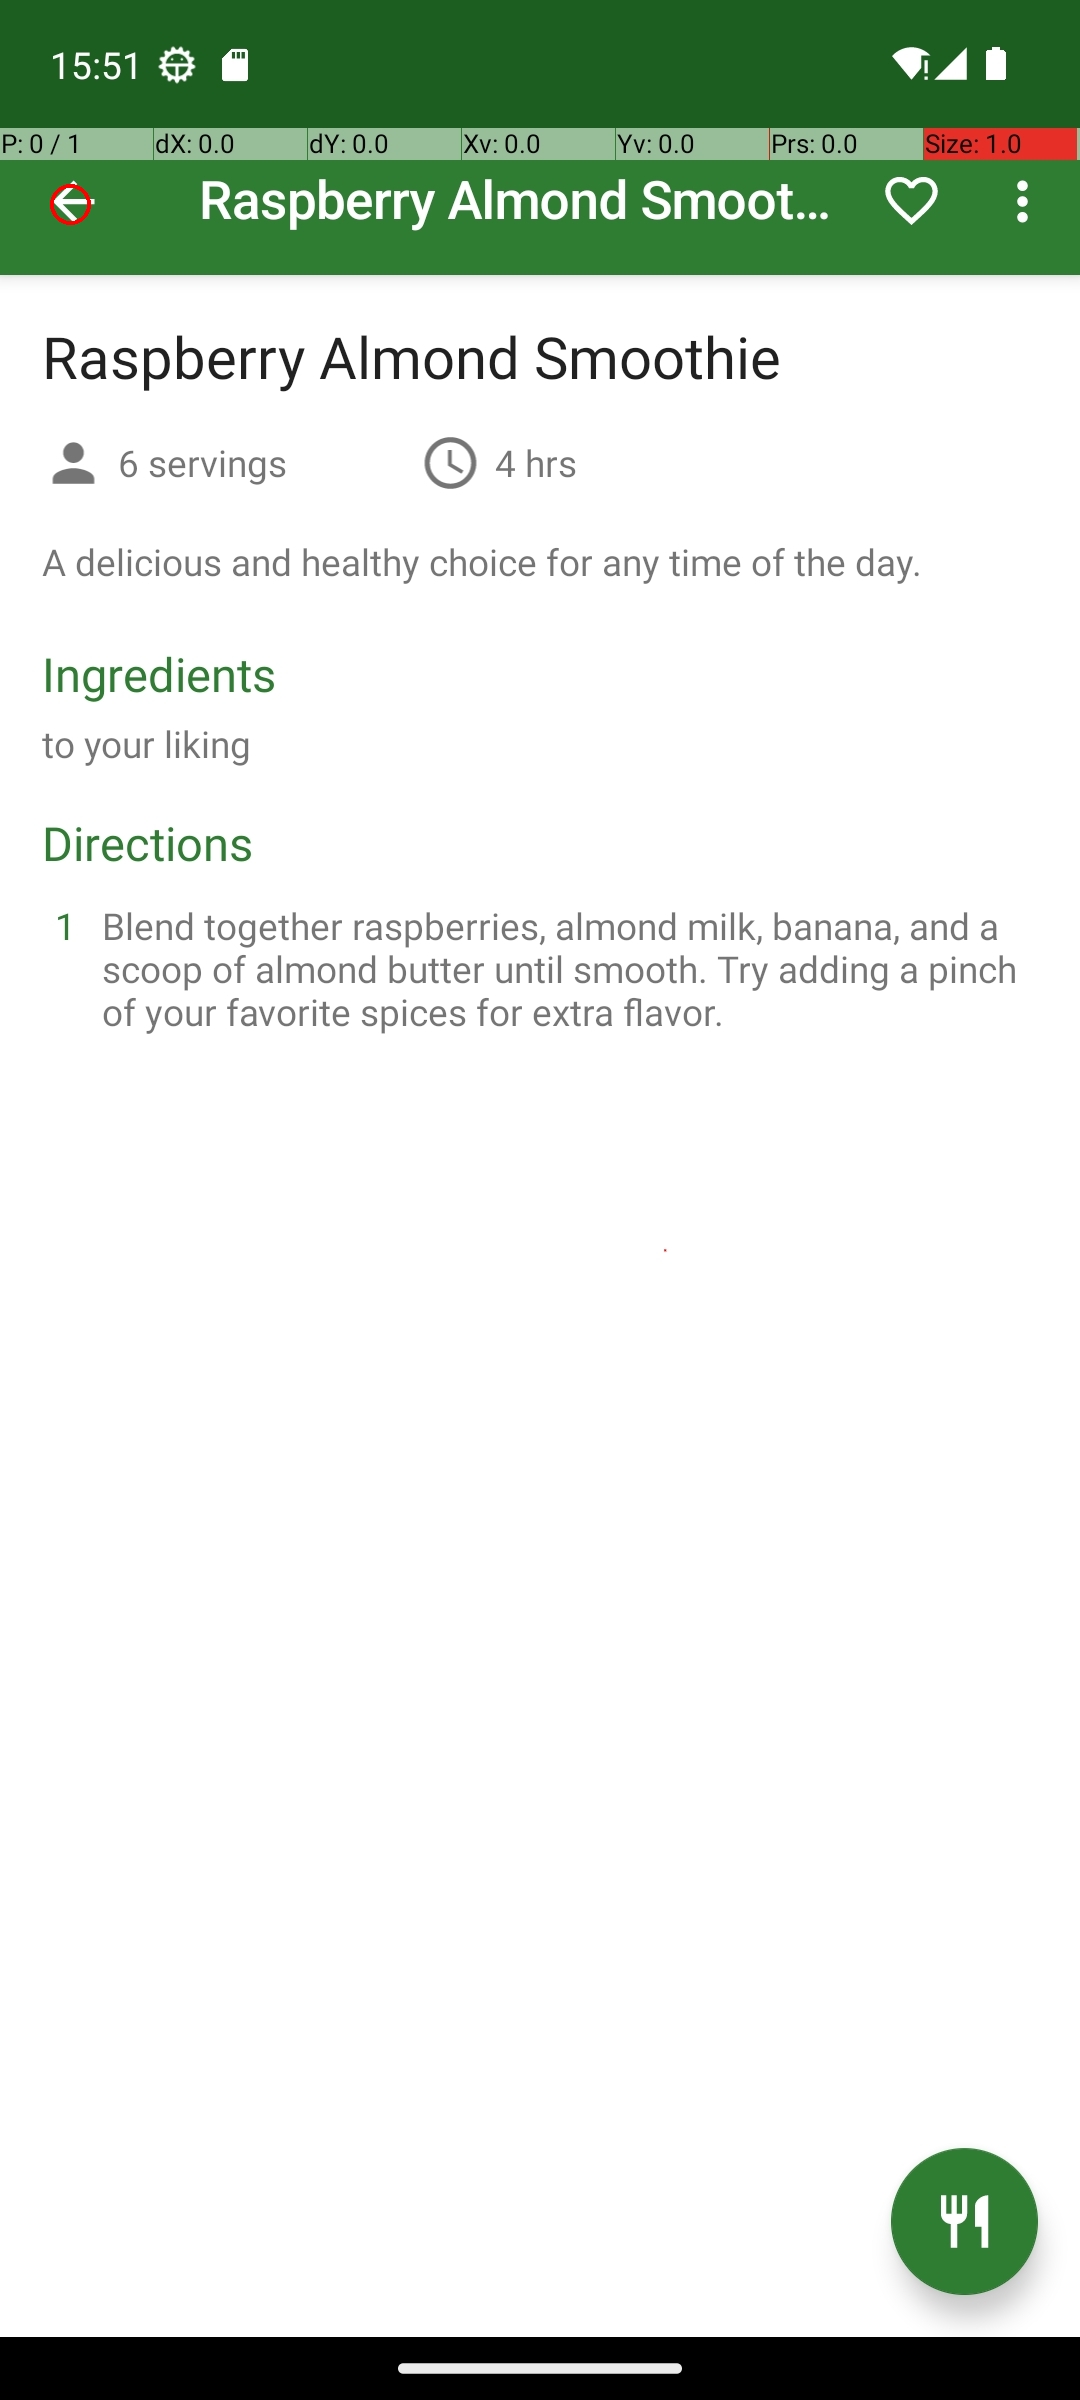 15:51
P: 0 / 1
dX: 0.0
dY: 0.0
Xv: 0.0
Yv: 0.0
Prs: 0.0
Size: 1.0
Raspberry Almond Smoot...
Raspberry Almond Smoothie
6 servings
4 hrs
A delicious and healthy choice for any time of the day.
Ingredients
to your liking
Directions
1 Blend together raspberries, almond milk, banana, and a
scoop of almond butter until smooth. Try adding a pinch
of your favorite spices for extra flavor.